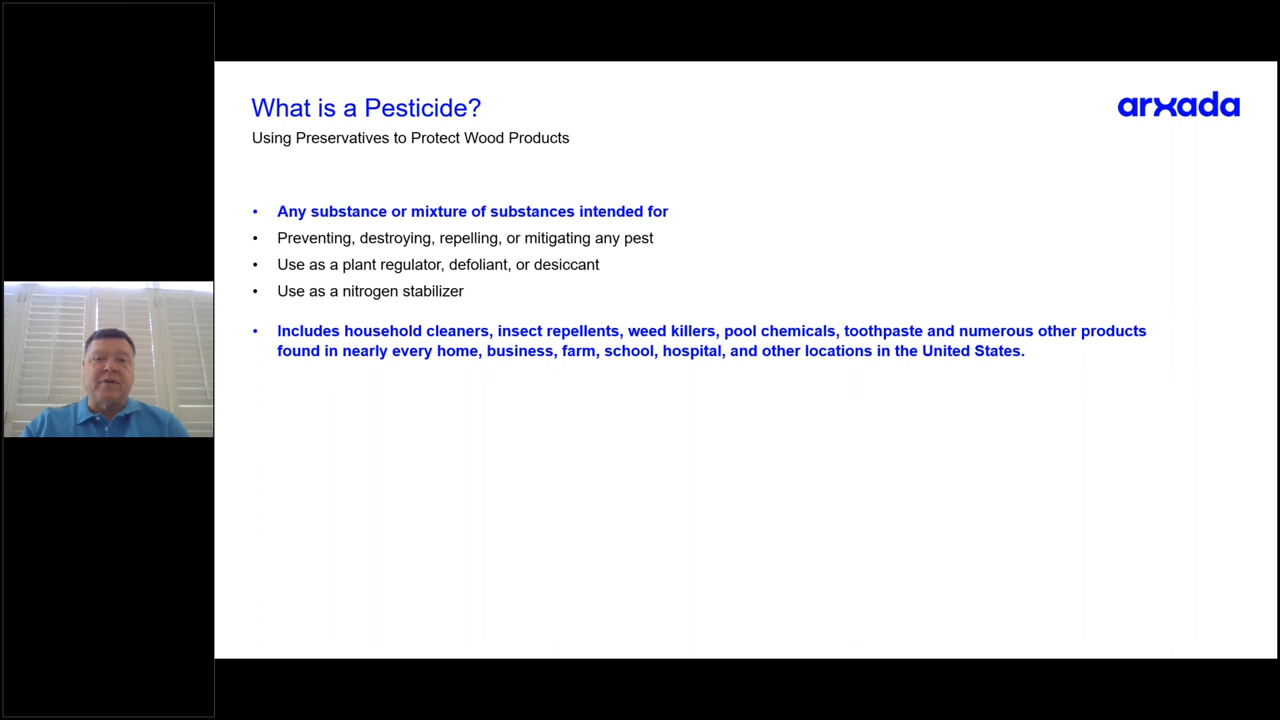 What is a Pesticide?
arxada
Using Preservatives to Protect Wood Products
• Any substance or mixture of substances intended for
• Preventing, destroying, repelling, or mitigating any pest
• Use as a plant regulator, defoliant, or desiccant
• Use as a nitrogen stabilizer
• Includes household cleaners, insect repellents, weed killers, pool chemicals, toothpaste and numerous other products
found in nearly every home, business, farm, school, hospital, and other locations in the United States.